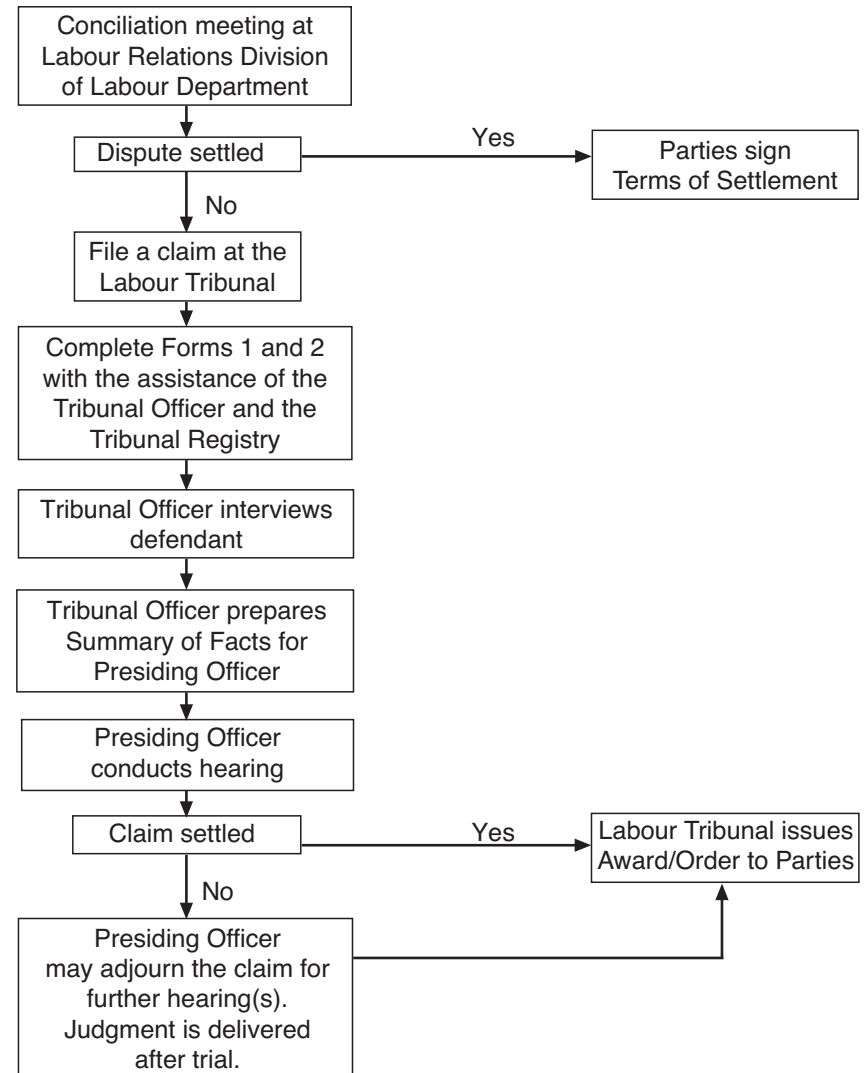 Conciliation meeting at
Labour Relations Division
of Labour Department
Dispute settled
Yes
Parties sign
Terms of Settlement
No
File a claim at the
Labour Tribunal
Complete Forms 1 and 2
with the assistance of the
Tribunal Officer and the
Tribunal Registry
Tribunal Officer interviews
defendant
Tribunal Officer prepares
Summary of Facts for
Presiding Officer
Presiding Officer
conducts hearing
Claim settled
Yes
Labour Tribunal issues
Award/Order to Parties
No
Presiding Officer
may adjourn the claim for
further hearing(s).
Judgment is delivered
after trial.